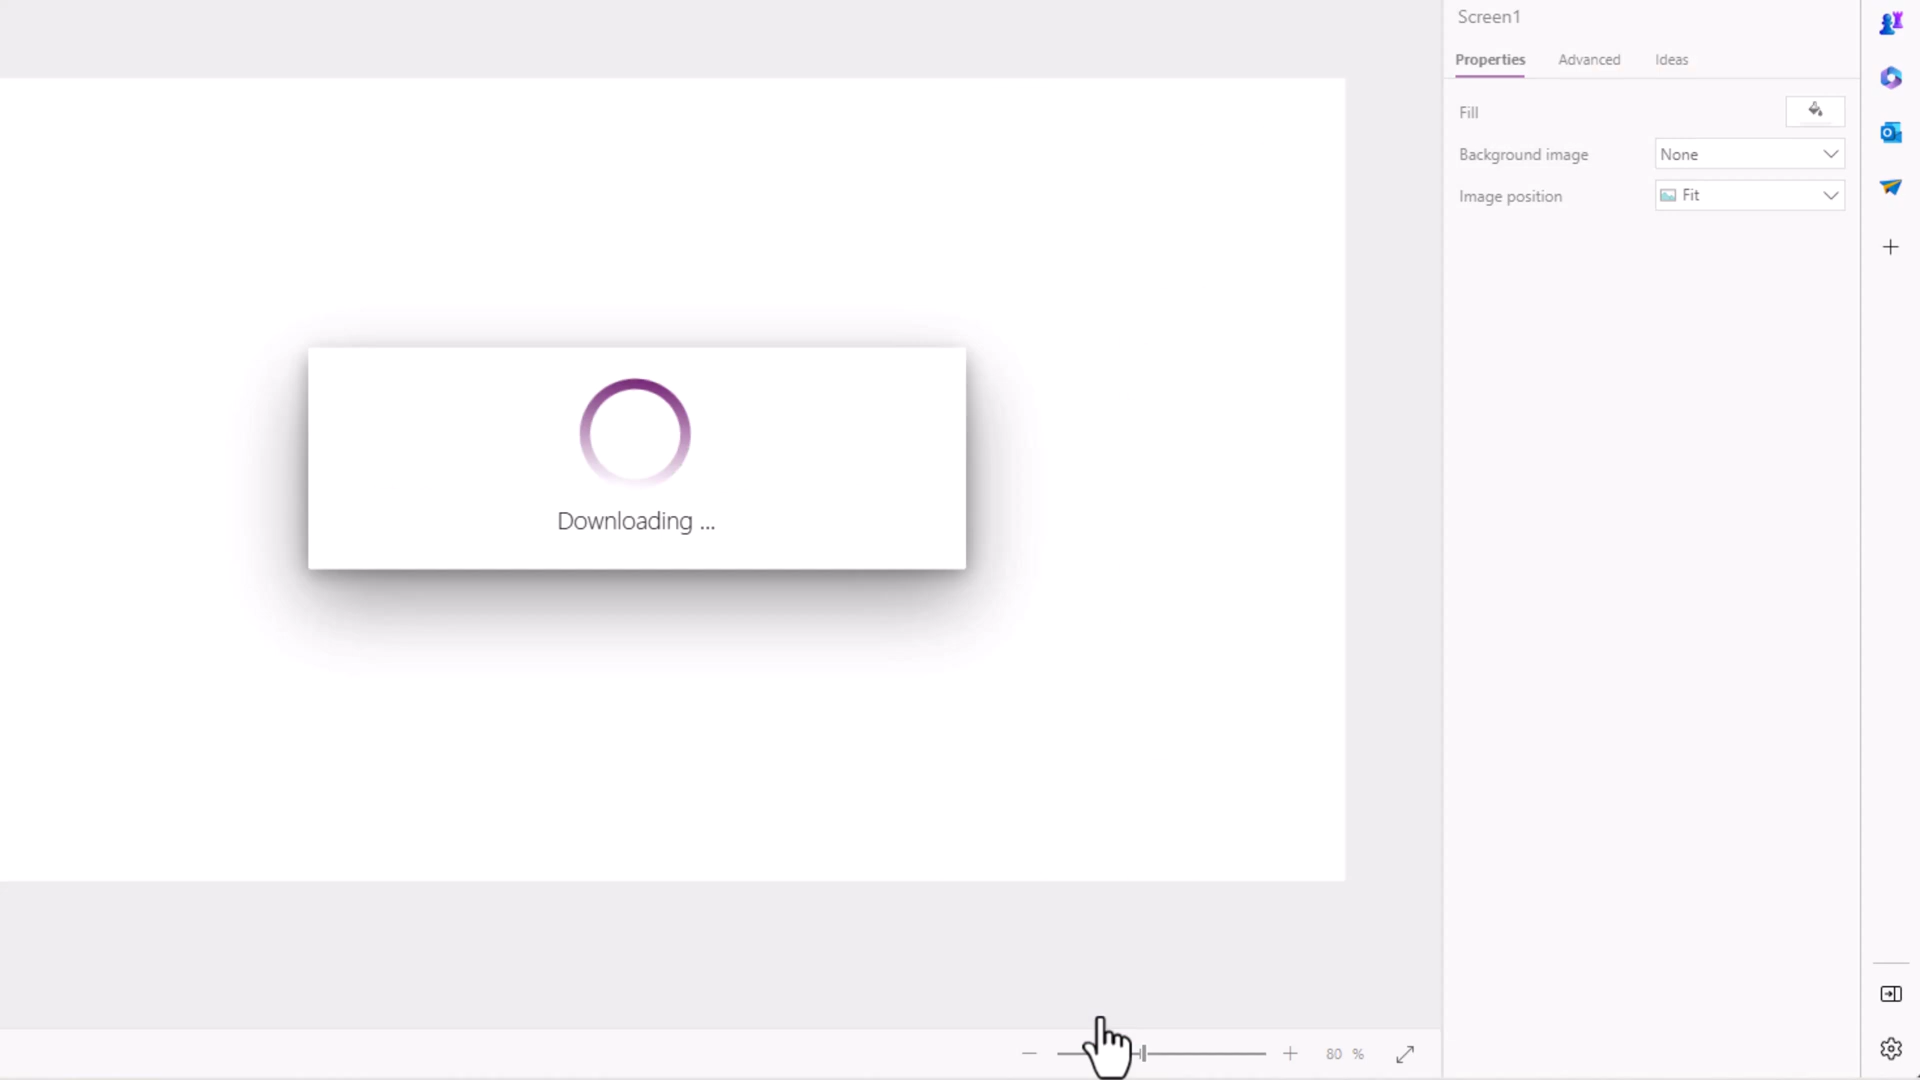 Screen1
Properties Advanced Ideas
Fill
Background image None
Image position Fit
Downloading ...
80 %